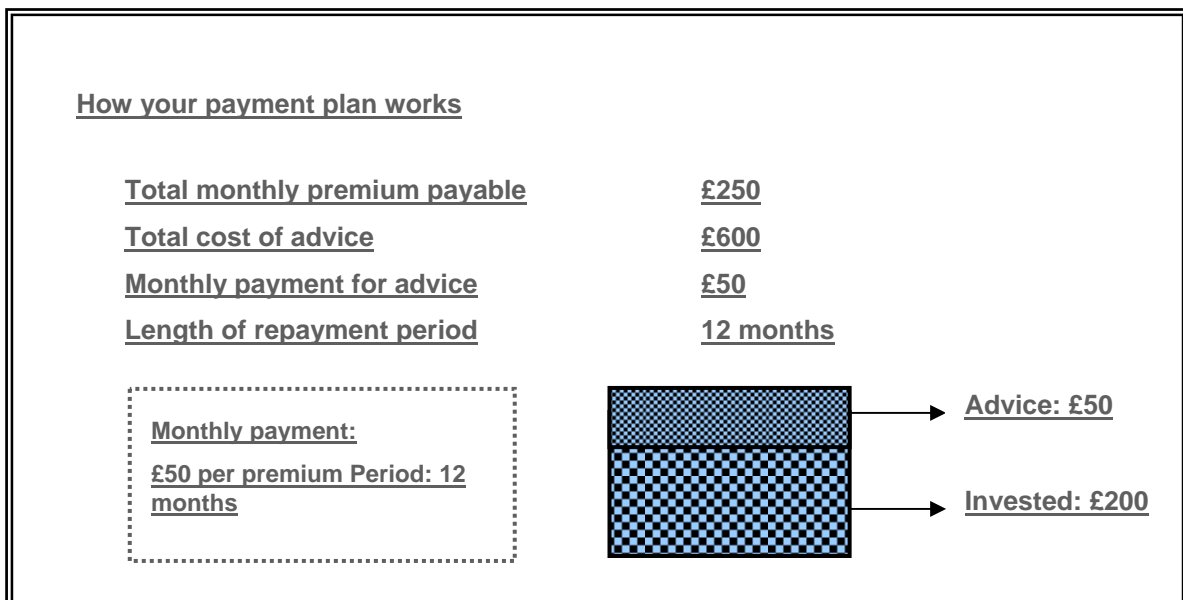 How your payment plan works
Total monthly premium payable £250
Total cost of advice £600
Monthly payment for advice £50
Length of repayment period 12 months
Monthly payment:
£50 per premium Period: 12
months
Advice: £50
Invested: £200